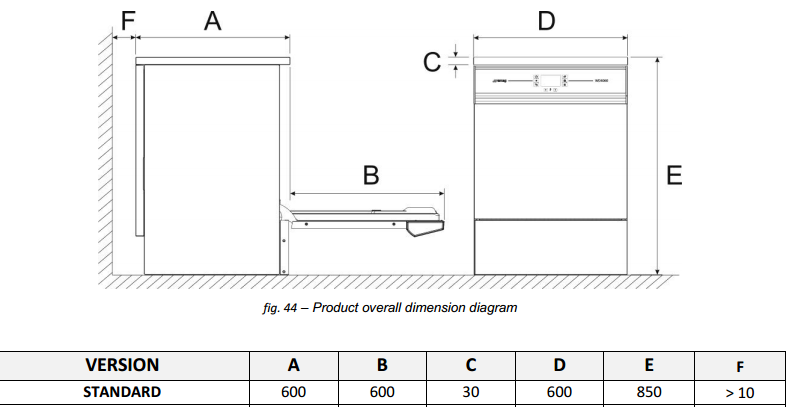 F A D
C
B E
fig. 44 – Product overall dimension diagram
VERSION A B C D E F
STANDARD 600 600 30 600 850 > 10